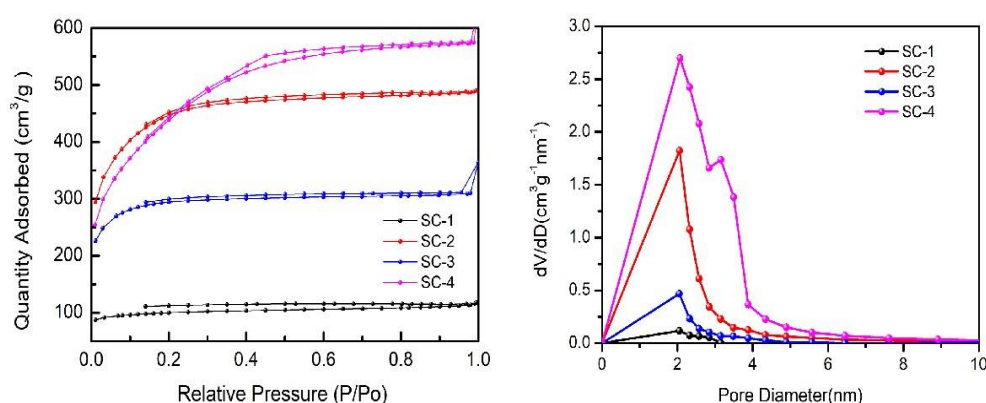 600
500
400
300
200
100
0.0 0.2 0.4 0.6 0.8 1.0
Quantity Adsorbed (cm³/g )
Relative Pressure (P/Po)
SC-1
SC-2
SC-3
SC-4
3.0
2.5
2.0
1.5
1.0
0.5
0.0
0 2 4 6 8 10
dV/dD(cm³g⁻¹nm⁻¹)
Pore Diameter(nm)
SC-1
SC-2
SC-3
SC-4